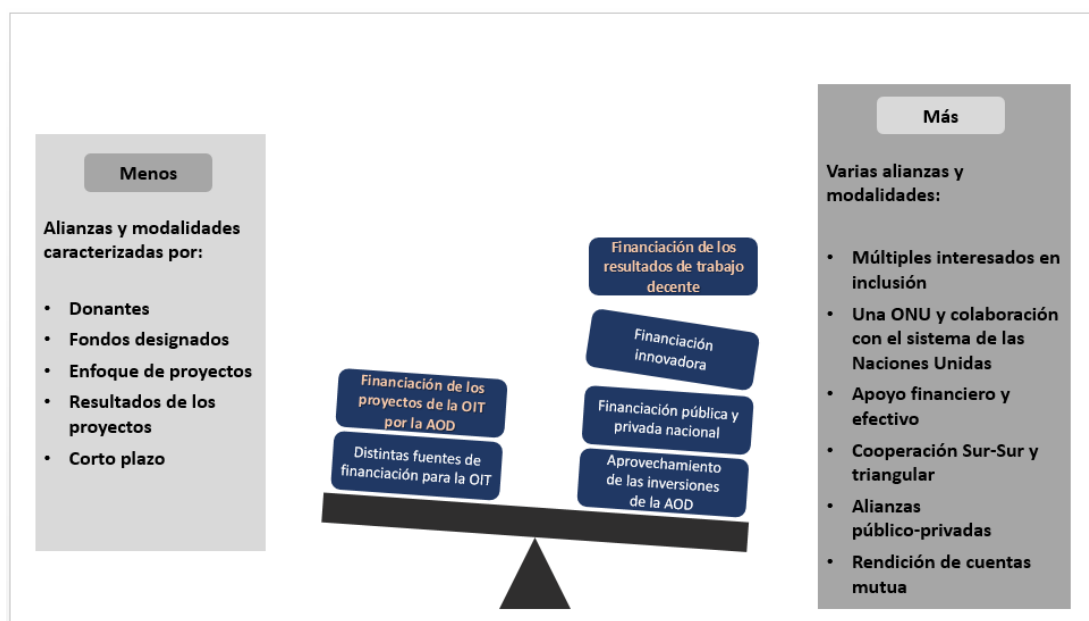 Menos
Alianzas y modalidades
caracterizadas por:
• Donantes
• Fondos designados
• Enfoque de proyectos
• Resultados de los
proyectos
• Corto plazo
Financiación de los
proyectos de la OIT
por la AOD
Distintas fuentes de
financiación para la OIT
Financiación de los
resultados de trabajo
decente
Financiación
innovadora
Financiación pública y
privada nacional
Aprovechamiento
de las inversiones
de la AOD
Más
Varias alianzas y
modalidades:
• Múltiples interesados en
inclusión
• Una ONU y colaboración
con el sistema de las
Naciones Unidas
• Apoyo financiero y
efectivo
• Cooperación Sur-Sur y
triangular
• Alianzas
público-privadas
• Rendición de cuentas
mutua